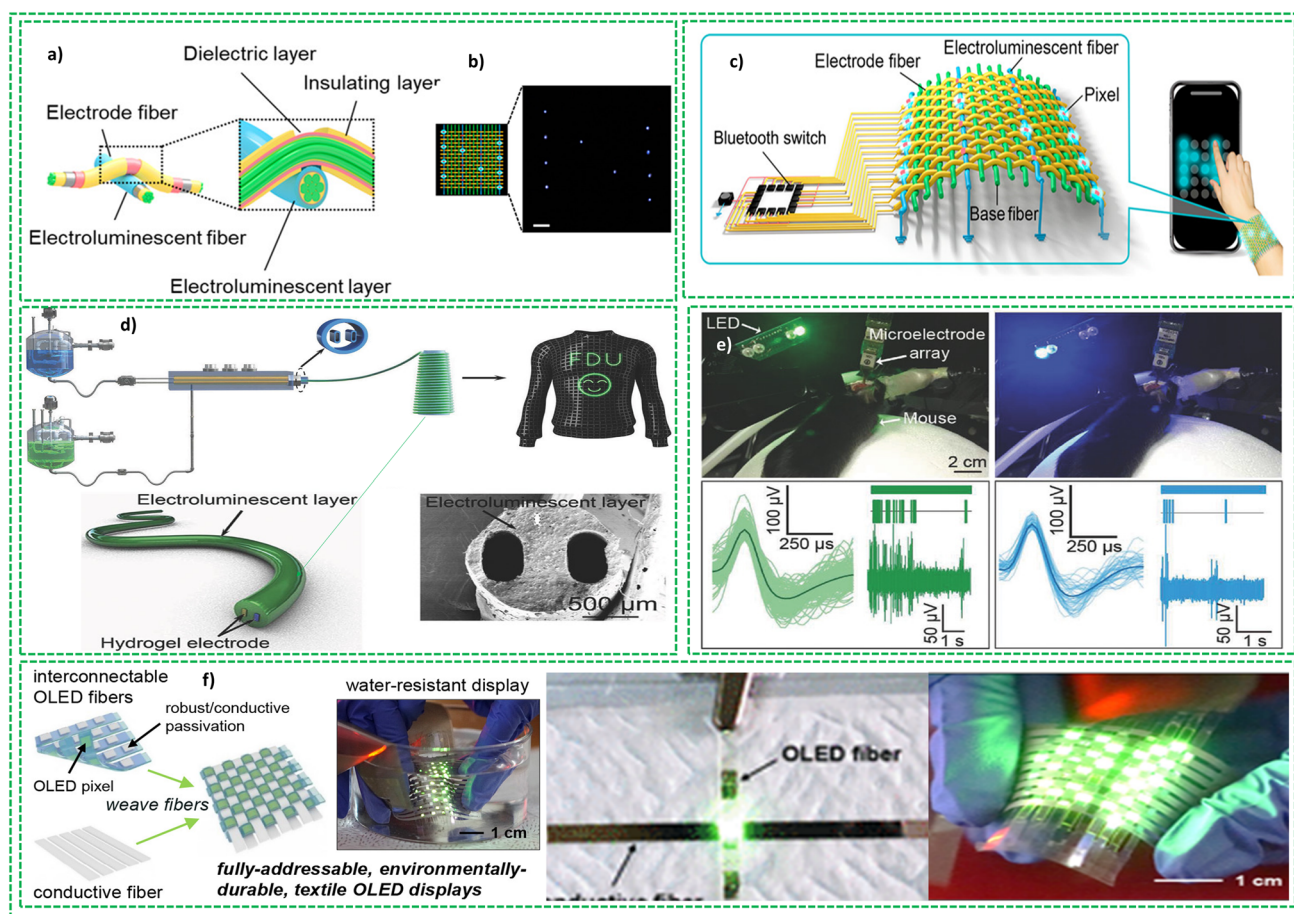 a)
Dielectric layer
Insulating layer
Electrode fiber
Electroluminescent fiber
Electroluminescent layer
b)
c)
Electroluminescent fiber
Electrode fiber
Pixel
Bluetooth switch
Base fiber
d)
FDU
Electroluminescent layer
Hydrogel electrode
Electroluminescent layer
500 μm
e)
LED
Microelectrode
array
Mouse
2 cm
100 μV
250 μs
50 μV
1 s
100 μV
250 μs
50 μV
1 s
f)
interconnectable
OLED fibers
robust/conductive
passivation
OLED pixel
weave fibers
conductive fiber
water-resistant display
1 cm
fully-addressable, environmentally-
durable, textile OLED displays
OLED fiber
fiber
1 cm